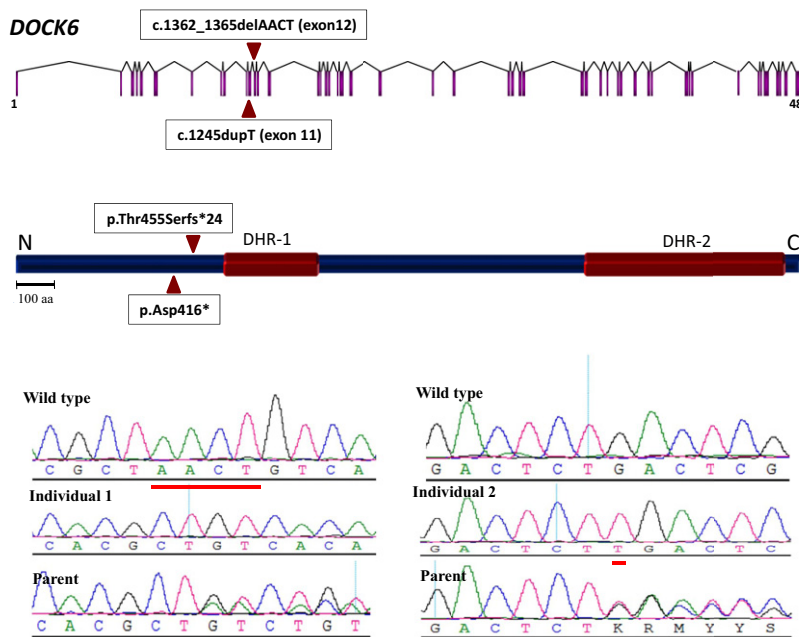 DOCK6
c.1362_1365delAACT (exon12)
1
48
c.1245dupT (exon 11)
p.Thr455Serfs*24
N
DHR-1
DHR-2
C
100 aa
p.Asp416*
Wild type
C G C T A A C T G T C A
Individual 1
C A C G C T G T C A C A
Parent
C A C G C T G T C T G T
Wild type
G A C T C T G A C T C G
Individual 2
G A C T C T T G A C T C
Parent
G A C T C T K R M Y Y S